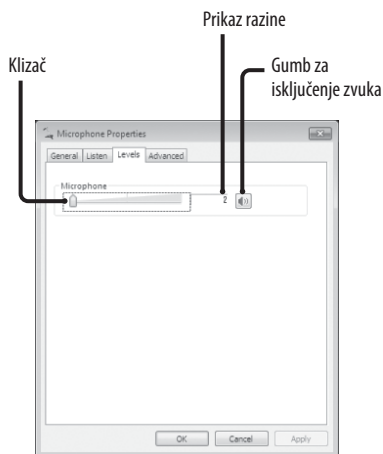 Prikaz razine
Klizač
Gumb za
isključenje zvuka
Microphone Properties
General Listen Levels Advanced
Microphone
2
OK Cancel Apply